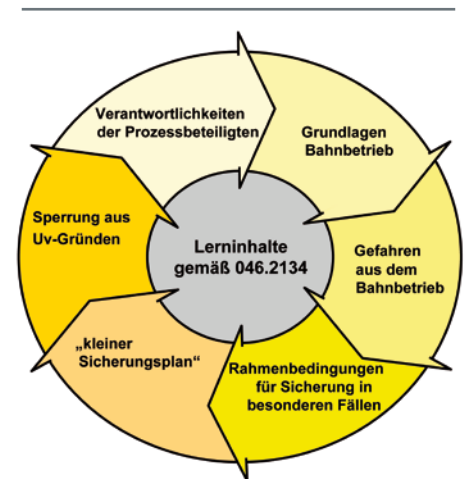 Verantwortlichkeiten
der Prozessbeteiligten
Grundlagen
Bahnbetrieb
Gefahren
aus dem
Bahnbetrieb
Rahmenbedingungen
für Sicherung in
besonderen Fällen
„kleiner
Sicherungsplan“
Sperrung aus
Uv-Gründen
Lerninhalte
gemäß 046.2134